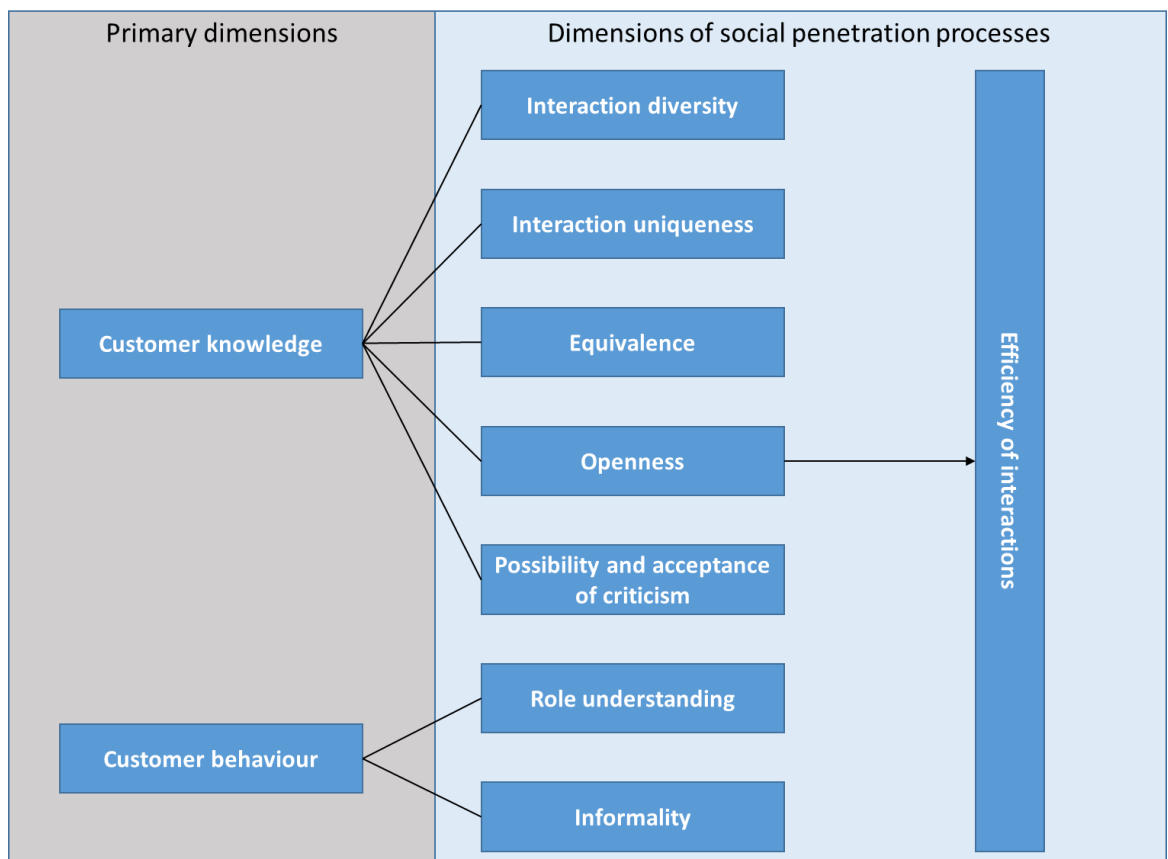 Primary dimensions
Dimensions of social penetration processes
Interaction diversity
Interaction uniqueness
Customer knowledge
Equivalence
Openness
Possibility and acceptance
of criticism
Role understanding
Customer behaviour
Informality
Efficiency of interactions